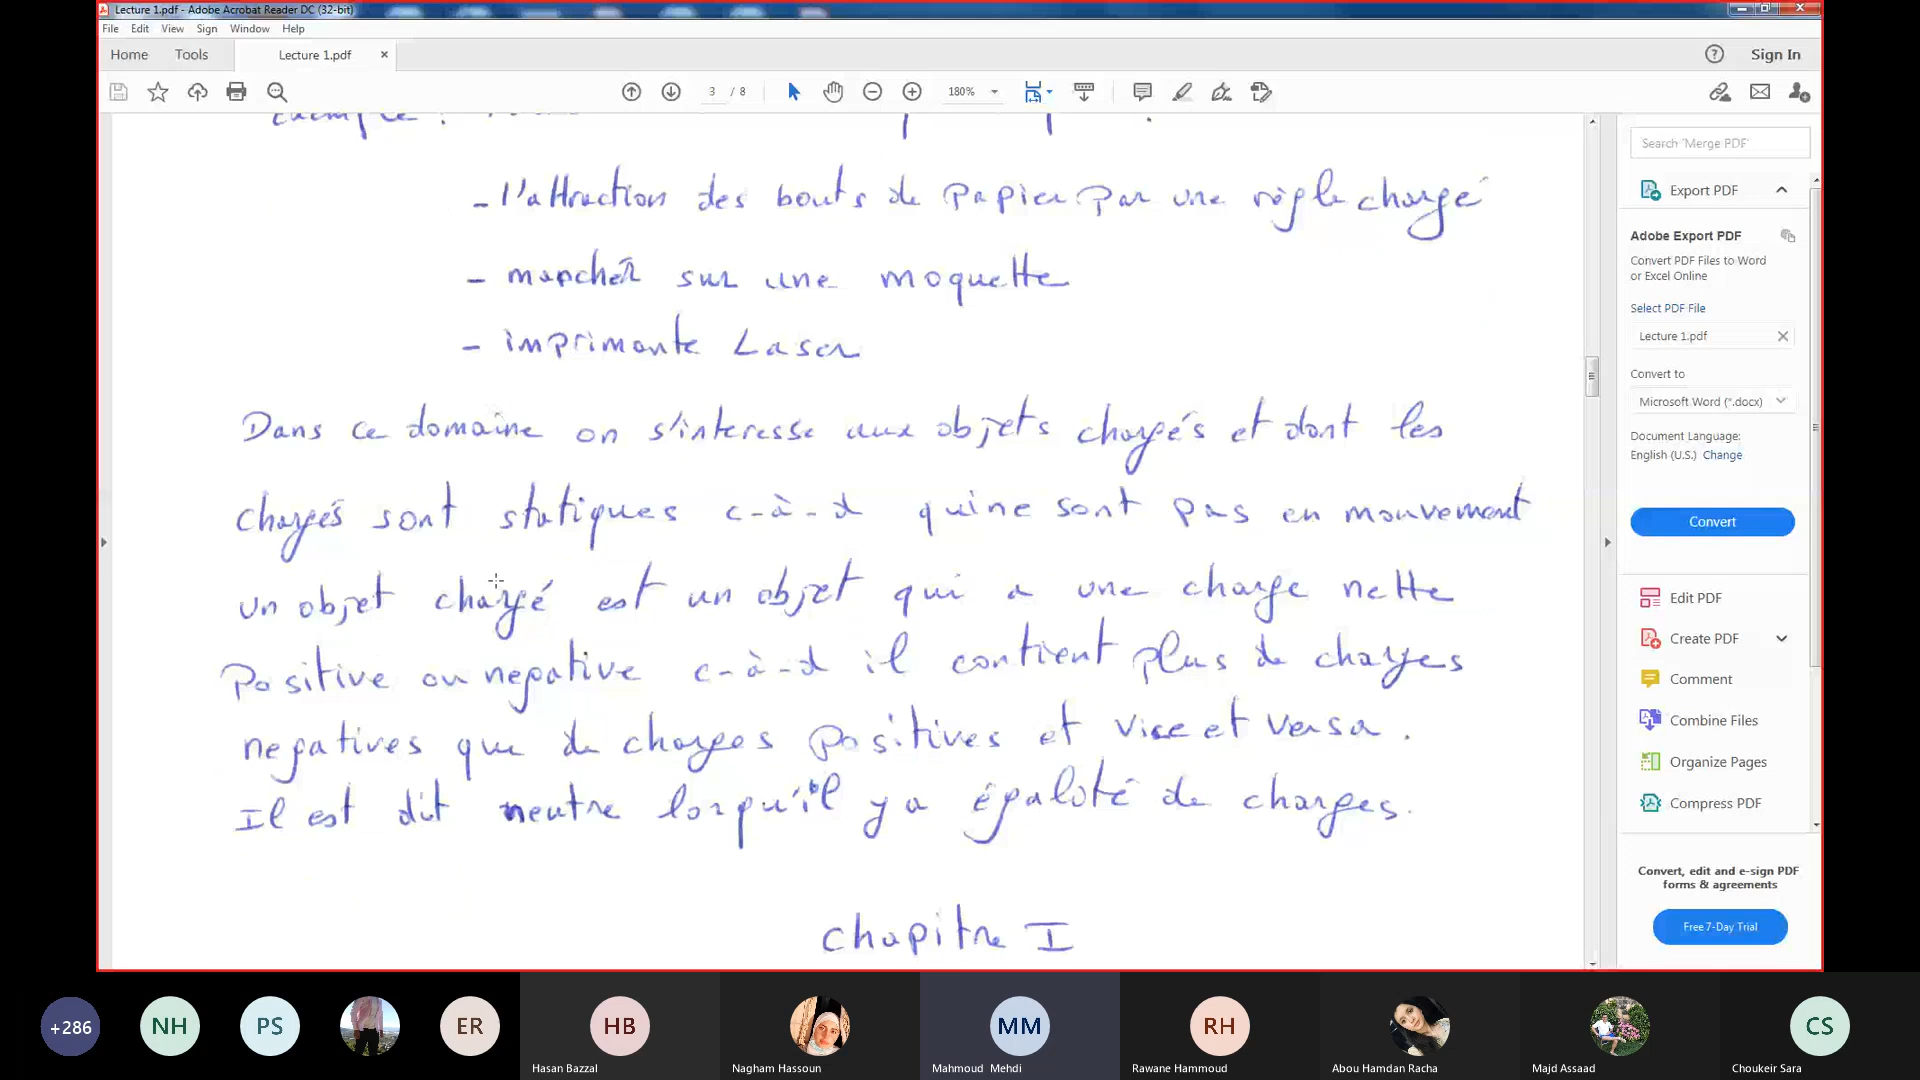 Lecture 1.pdf - Adobe Acrobat Reader DC (32-bit)
File Edit View Sign Window Help
Home Tools Lecture 1.pdf × Sign In
3 / 8 180%
Exemple :
- l'attraction des bouts de papier par une règle chargé
- marcher sur une moquette
- imprimante Laser
Dans ce domaine on s'interesse aux objets chargés et dont les
chargés sont statiques c-à-d qui ne sont pas en mouvement
un objet chargé est un objet qui a une charge nette
Positive ou negative c-à-d il contient plus de charges
negatives que de charges positives et vice et versa .
Il est dit neutre lorqu'il y a égaloté de charges.
chapitre I
Search 'Merge PDF'
Export PDF
Adobe Export PDF
Convert PDF Files to Word
or Excel Online
Select PDF File
Lecture 1.pdf
Convert to
Microsoft Word (*.docx)
Document Language:
English (U.S.) Change
Convert
Edit PDF
Create PDF
Comment
Combine Files
Organize Pages
Compress PDF
Convert, edit and e-sign PDF
forms & agreements
Free 7-Day Trial
+286 NH PS ER HB MM RH CS
Hasan Bazzal Nagham Hassoun Mahmoud Mehdi Rawane Hammoud Abou Hamdan Racha Majd Assaad Choukeir Sara